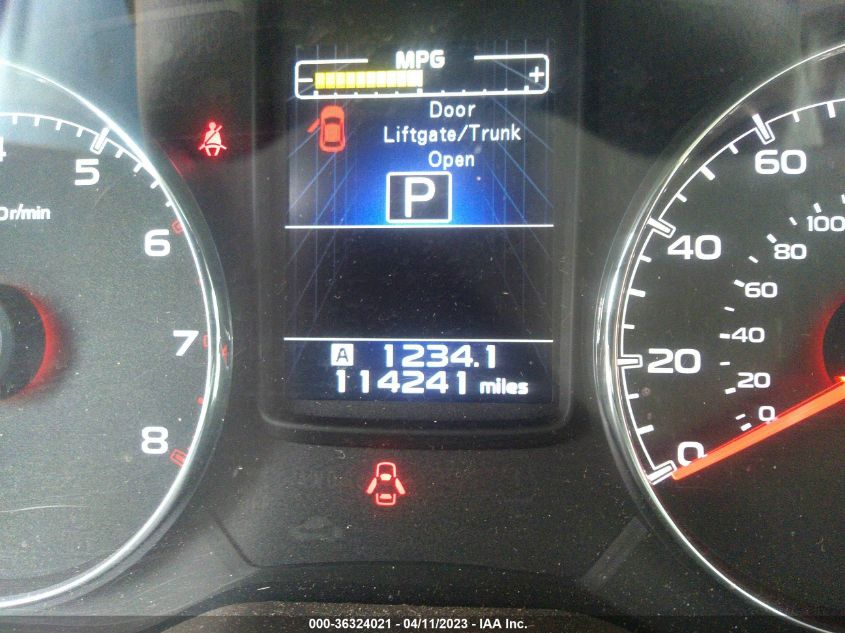 MPG
- +
Door
Liftgate/Trunk
Open
P
A 1234.1
114241 miles
5
6
7
8
r/min
60
40
20
0
100
80
60
40
20
0
000-36324021 - 04/11/2023 - IAA Inc.